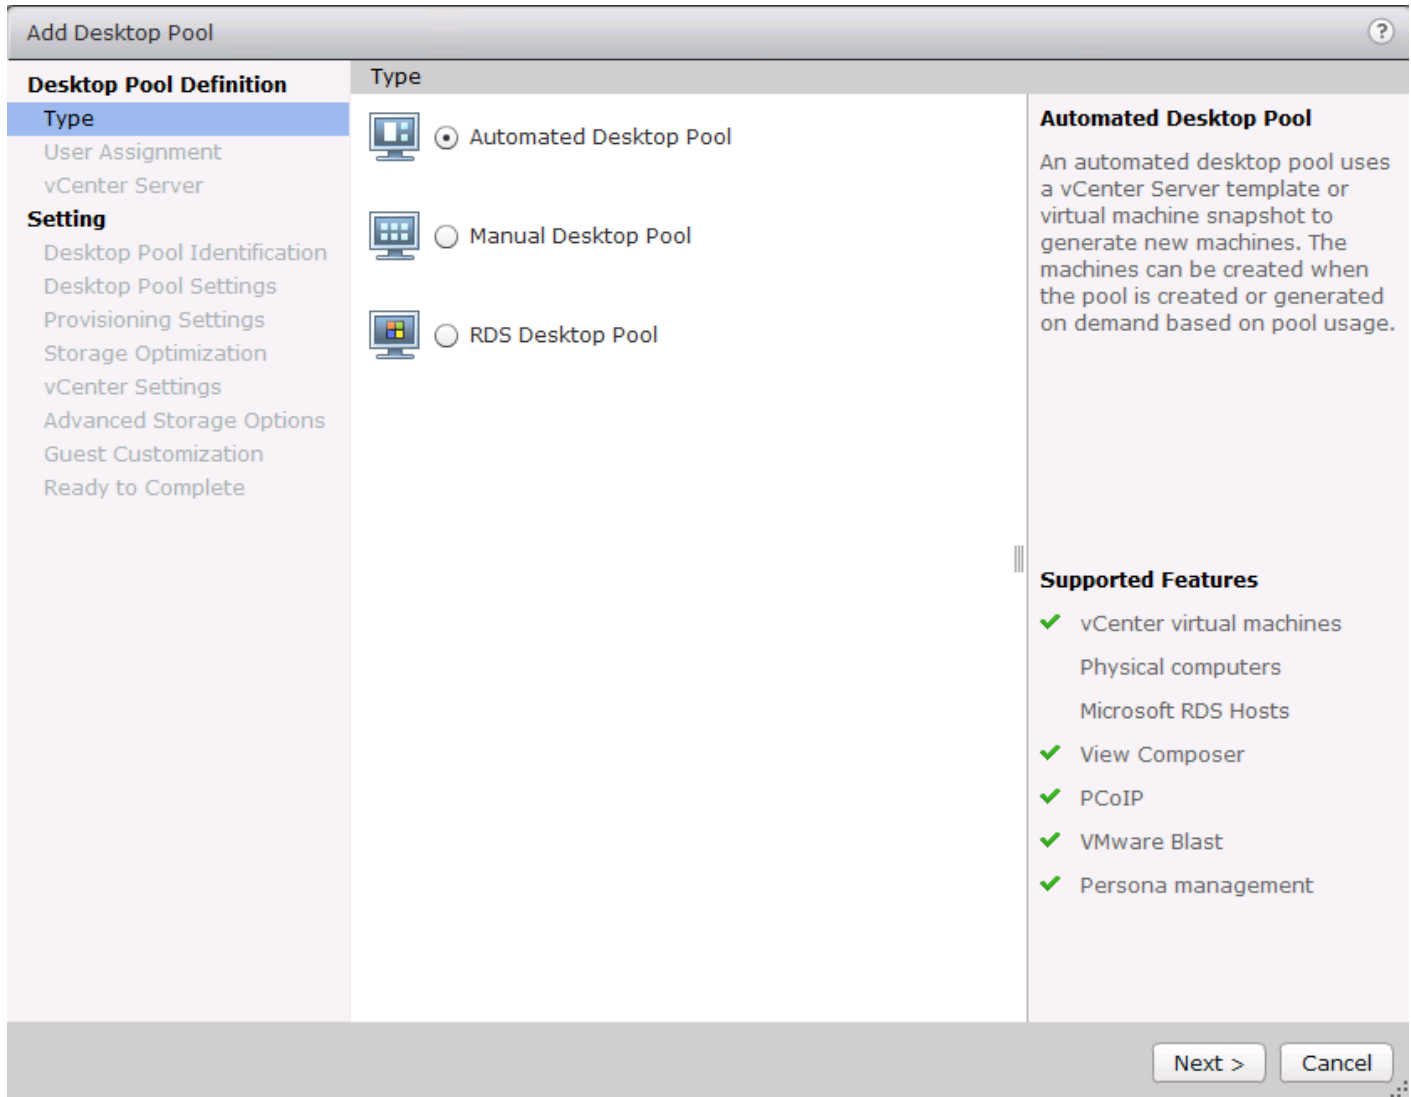 Add Desktop Pool
?
Desktop Pool Definition
Type
User Assignment
vCenter Server
Setting
Desktop Pool Identification
Desktop Pool Settings
Provisioning Settings
Storage Optimization
vCenter Settings
Advanced Storage Options
Guest Customization
Ready to Complete
Type
Automated Desktop Pool
Manual Desktop Pool
RDS Desktop Pool
Automated Desktop Pool
An automated desktop pool uses
a vCenter Server template or
virtual machine snapshot to
generate new machines. The
machines can be created when
the pool is created or generated
on demand based on pool usage.
Supported Features
vCenter virtual machines
Physical computers
Microsoft RDS Hosts
View Composer
PCoIP
VMware Blast
Persona management
Next >
Cancel